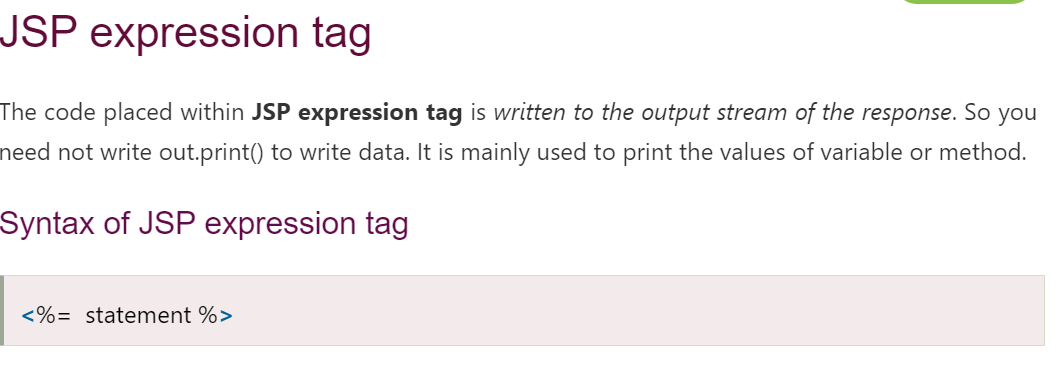 JSP expression tag
The code placed within JSP expression tag is written to the output stream of the response. So you
need not write out.print() to write data. It is mainly used to print the values of variable or method.
Syntax of JSP expression tag
<%=  statement %>